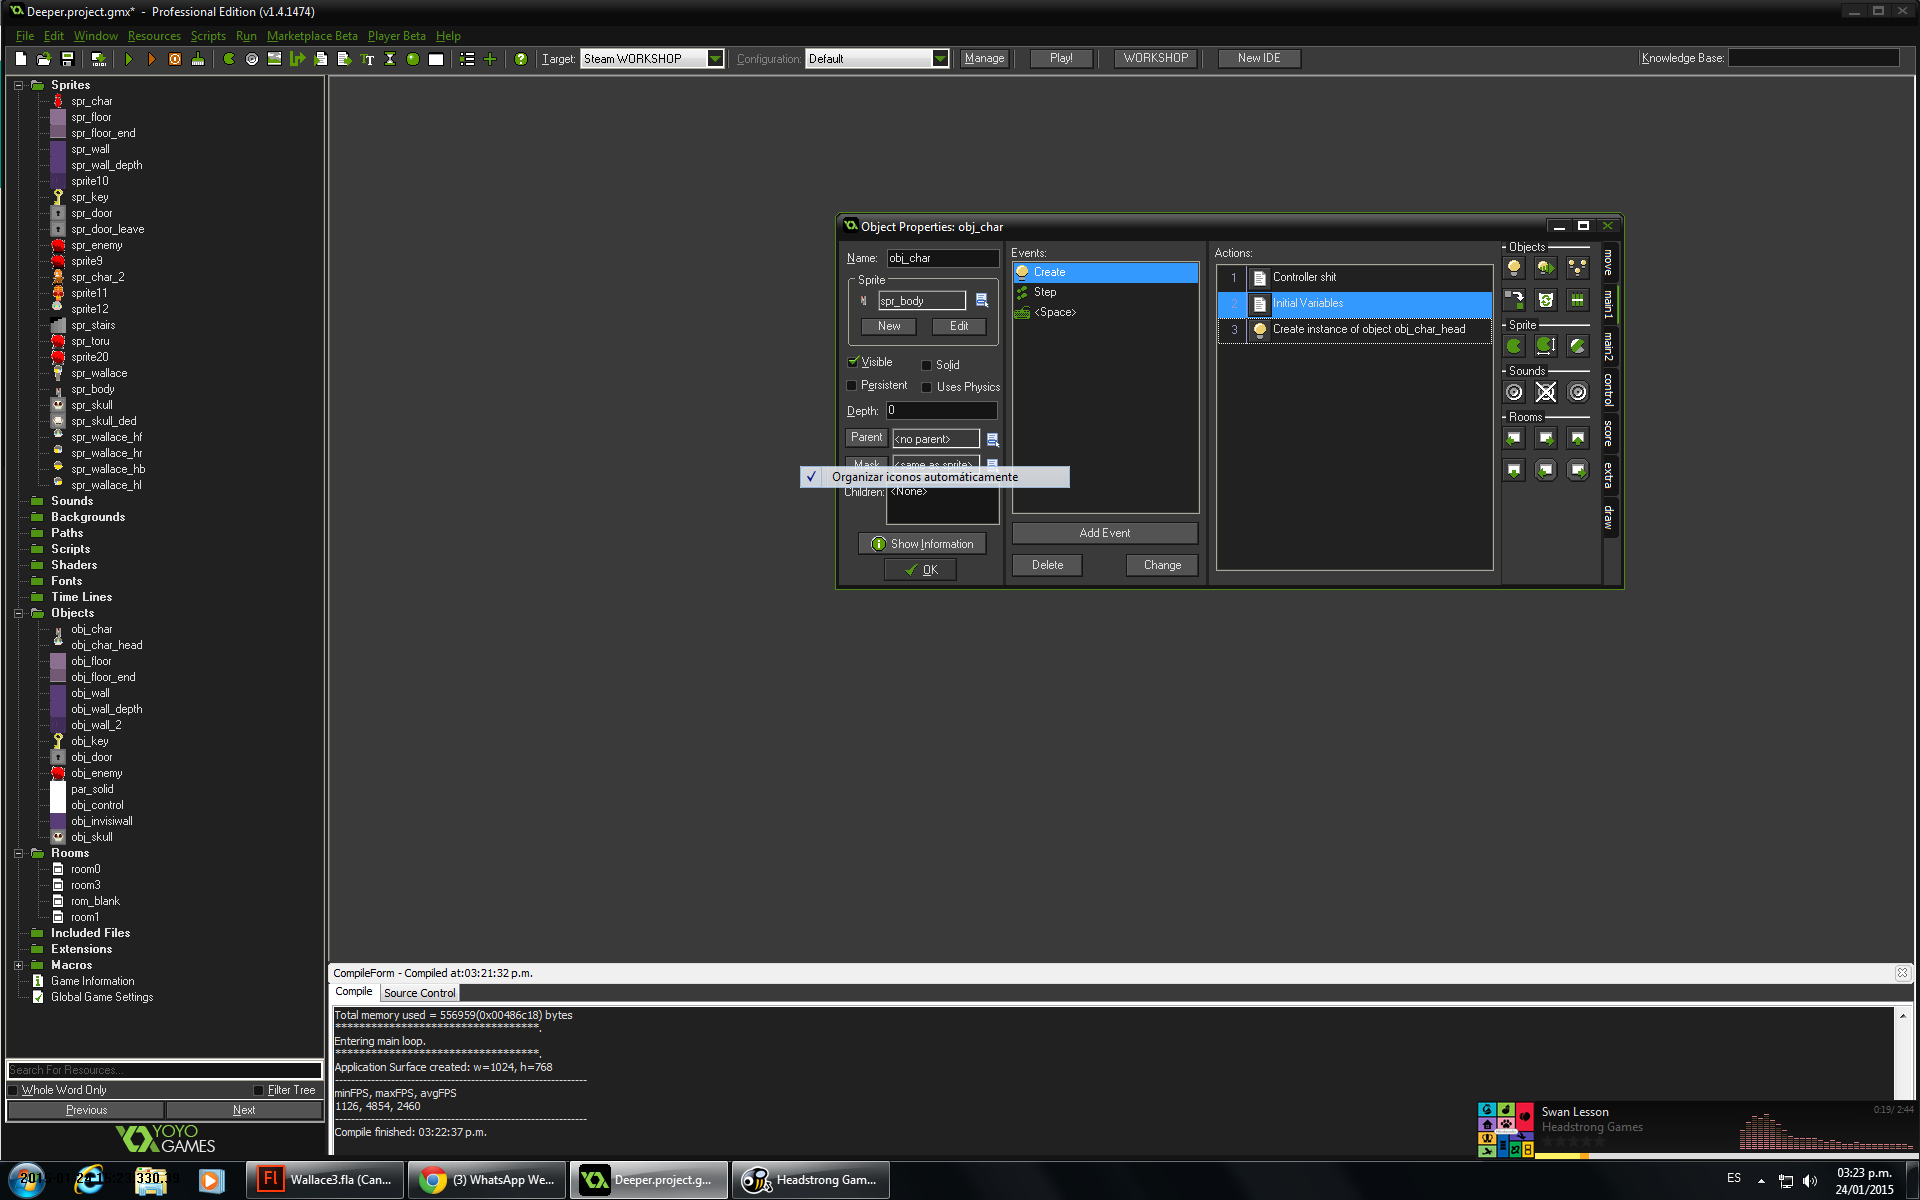 Deeper.project.gmx* - Professional Edition (v1.4.1474)
File Edit Window Resources Scripts Run Marketplace Beta Player Beta Help
Target: Steam WORKSHOP Configuration: Default Manage Play! WORKSHOP New IDE Knowledge Base:
Sprites
spr_char
spr_floor
spr_floor_end
spr_wall
spr_wall_depth
sprite10
spr_key
spr_door
spr_door_leave
spr_enemy
sprite9
spr_char_2
sprite11
sprite12
spr_stairs
spr_toru
sprite20
spr_wallace
spr_body
spr_skull
spr_skull_ded
spr_wallace_hf
spr_wallace_hr
spr_wallace_hb
spr_wallace_hl
Sounds
Backgrounds
Paths
Scripts
Shaders
Fonts
Time Lines
Objects
obj_char
obj_char_head
obj_floor
obj_floor_end
obj_wall
obj_wall_depth
obj_wall_2
obj_key
obj_door
obj_enemy
par_solid
obj_control
obj_invisiwall
obj_skull
Rooms
room0
room3
rom_blank
room1
Included Files
Extensions
Macros
Game Information
Global Game Settings
Search For Resources...
Whole Word Only Filter Tree
Previous Next
YOYO
GAMES
Object Properties: obj_char
Name: obj_char
Sprite
spr_body
New Edit
Visible Solid
Persistent Uses Physics
Depth: 0
Parent <no parent>
Mask <same as sprite>
Organizar iconos automáticamente
Children: <None>
Show Information
OK
Events:
Create
Step
<Space>
Add Event
Delete Change
Actions:
1 Controller shit
2 Initial Variables
3 Create instance of object obj_char_head
Objects
Sprite
Sounds
Rooms
move
main1
main2
control
score
extra
draw
CompileForm - Compiled at:03:21:32 p.m.
Compile Source Control
Total memory used = 556959(0x00486c18) bytes
Entering main loop.
Application Surface created: w=1024, h=768
minFPS, maxFPS, avgFPS
1126, 4854, 2460
Compile finished: 03:22:37 p.m.
Swan Lesson 0:19/ 2:44
Headstrong Games
Wallace3.fla (Can... (3) WhatsApp We... Deeper.project.g... Headstrong Gam...
ES
03:23 p.m.
24/01/2015